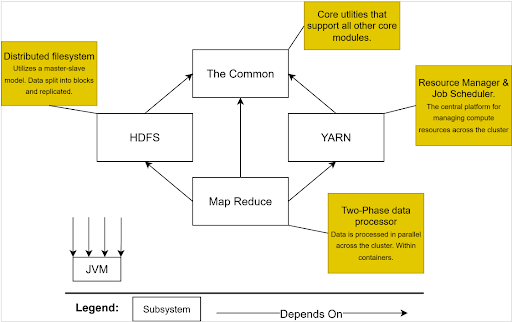 Core utlities that
support all other core
modules.
Distributed filesystem
Utilizes a master-slave
model. Data split into blocks
and replicated.
The Common
Resource Manager &
Job Scheduler.
The central platform for
managing compute
resources across the cluster
HDFS
YARN
Map Reduce
Two-Phase data
processor
Data is processed in parallel
across the cluster. Within
containers.
JVM
Legend:
Subsystem
Depends On